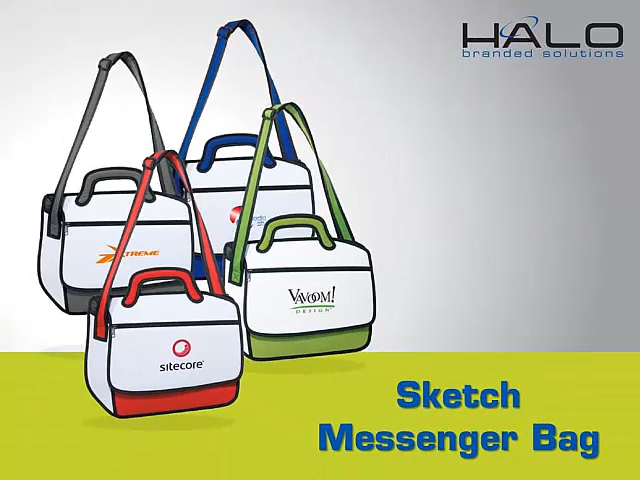 HALO
branded solutions
XTREME
VAVOOM!
DESIGN
sitecore
Sketch
Messenger Bag